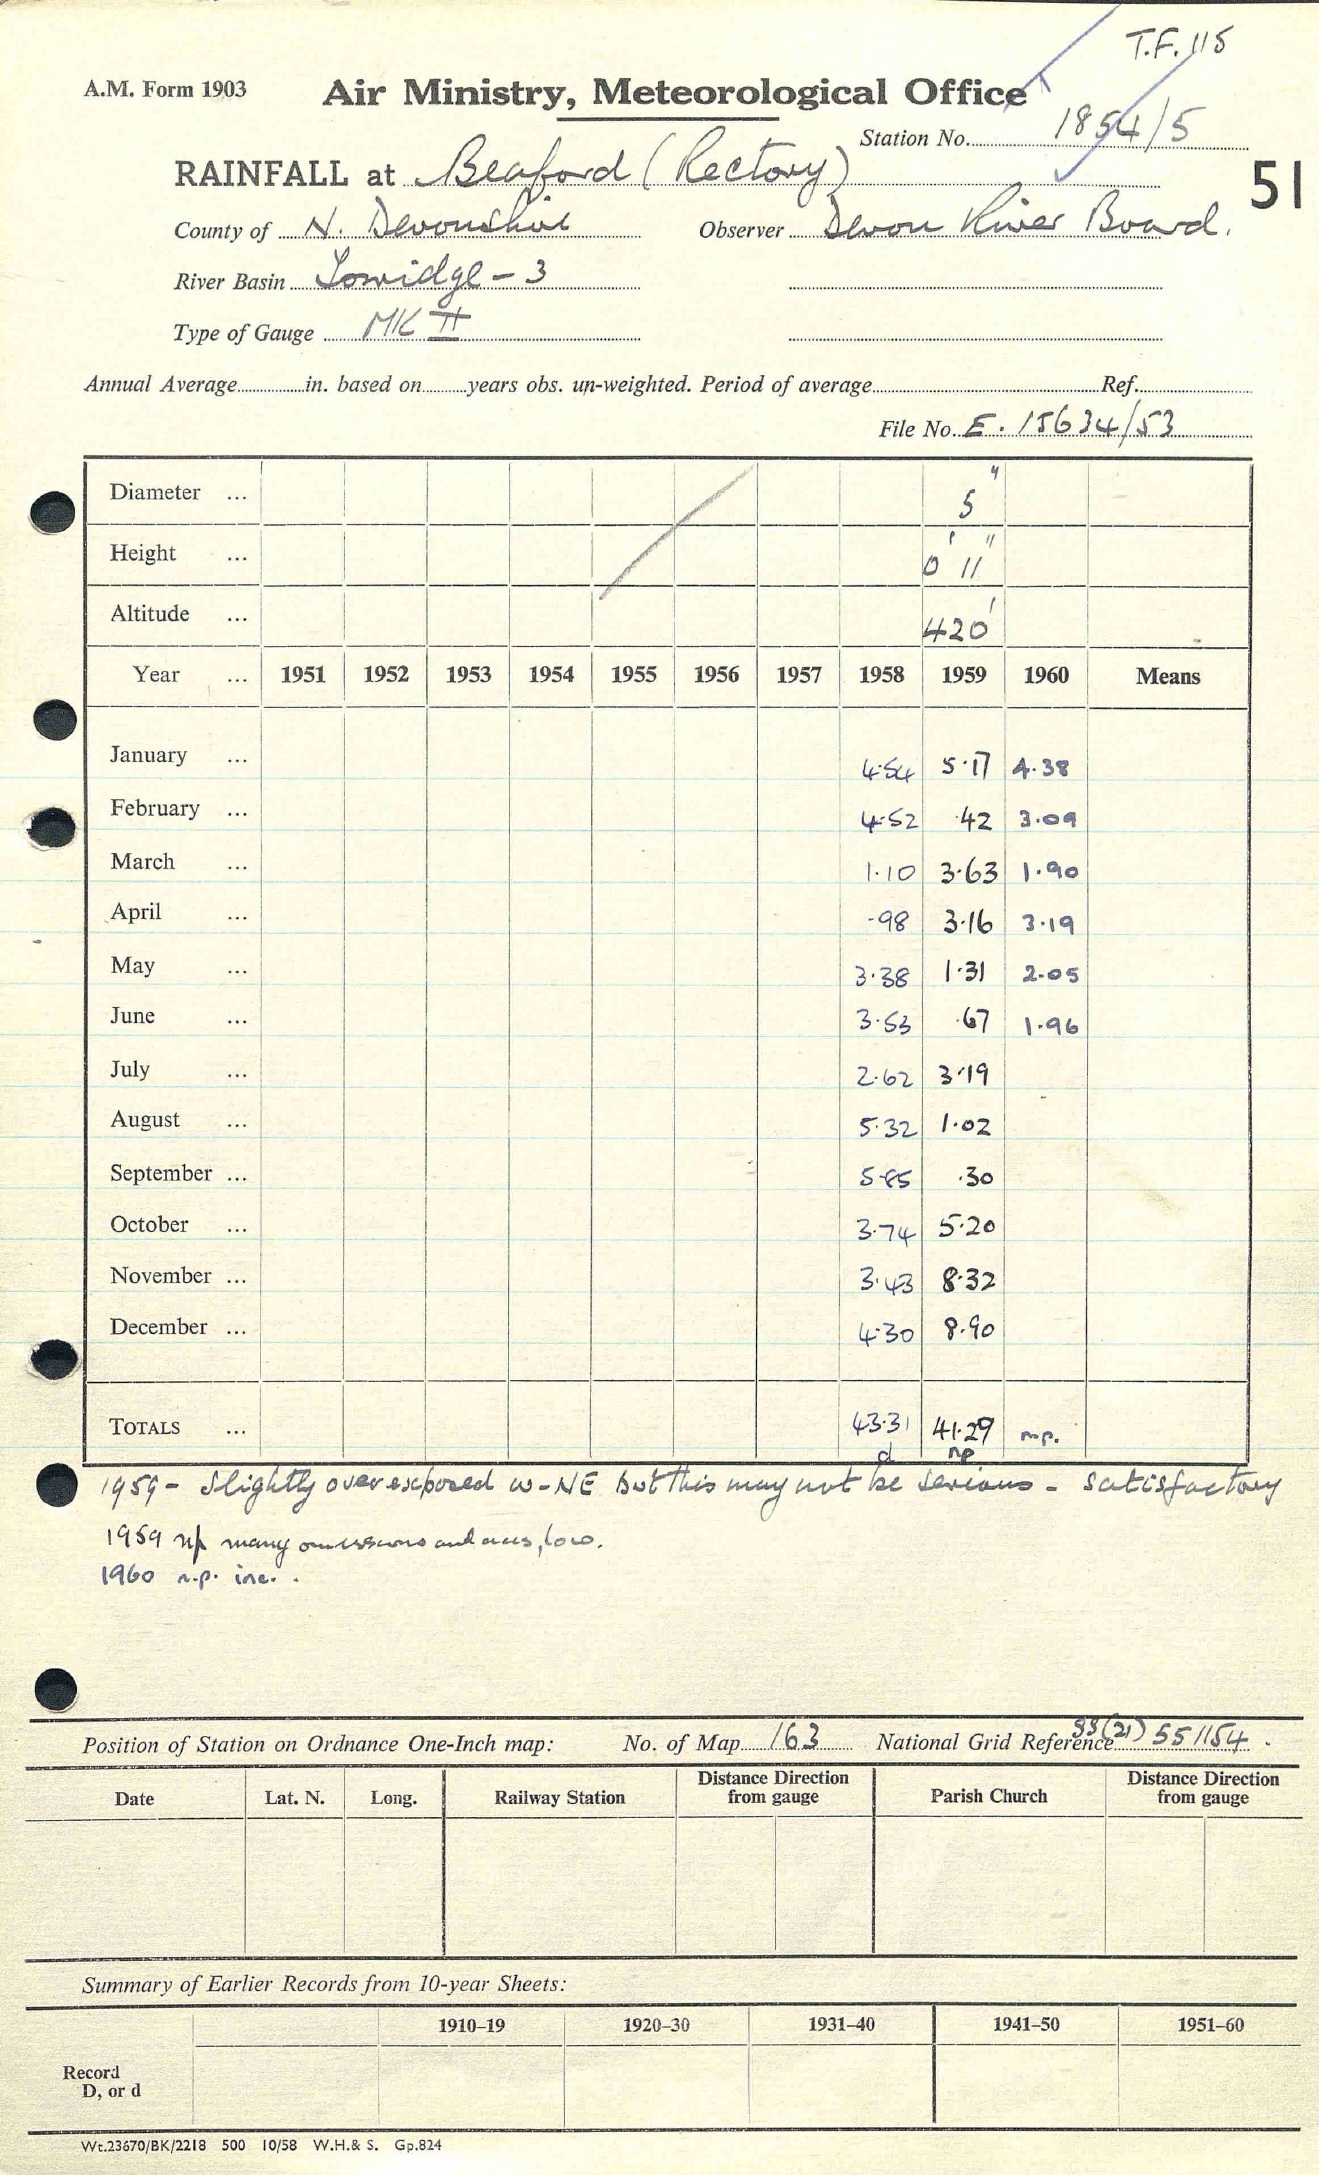 T.F. 115
A.M. Form 1903 Air Ministry, Meteorological Office
Station No. 1854/5
RAINFALL at Beaford (Rectory)
51
County of N. Devonshire Observer Devon River Board.
River Basin Torridge - 3
Type of Gauge MK II
Annual Average in. based on years obs. un-weighted. Period of average Ref.
File No. E. 15634/53
Diameter ... 5"
Height ... 0' 11"
Altitude ... 420'
Year ... 1951 1952 1953 1954 1955 1956 1957 1958 1959 1960 Means
January ... 4.54 5.17 4.38
February ... 4.52 .42 3.09
March ... 1.10 3.63 1.90
April ... .98 3.16 3.19
May ... 3.38 1.31 2.05
June ... 3.53 .67 1.96
July ... 2.62 3.19
August ... 5.32 1.02
September ... 5.85 .30
October ... 3.74 5.20
November ... 3.43 8.32
December ... 4.30 8.90
TOTALS ... 43.31 41.29 n.p.
d np
1959 - Slightly over exposed W-NE but this may not be serious - satisfactory
1959 np many omissions and accs, low.
1960 n.p. inc. .
Position of Station on Ordnance One-Inch map: No. of Map 163 National Grid Reference SS (21) 551154 .
Date Lat. N. Long. Railway Station Distance Direction from gauge Parish Church Distance Direction from gauge
Summary of Earlier Records from 10-year Sheets:
1910–19 1920–30 1931–40 1941–50 1951–60
Record
D, or d
Wt.23670/BK/2218 500 10/58 W.H.& S. Gp.824